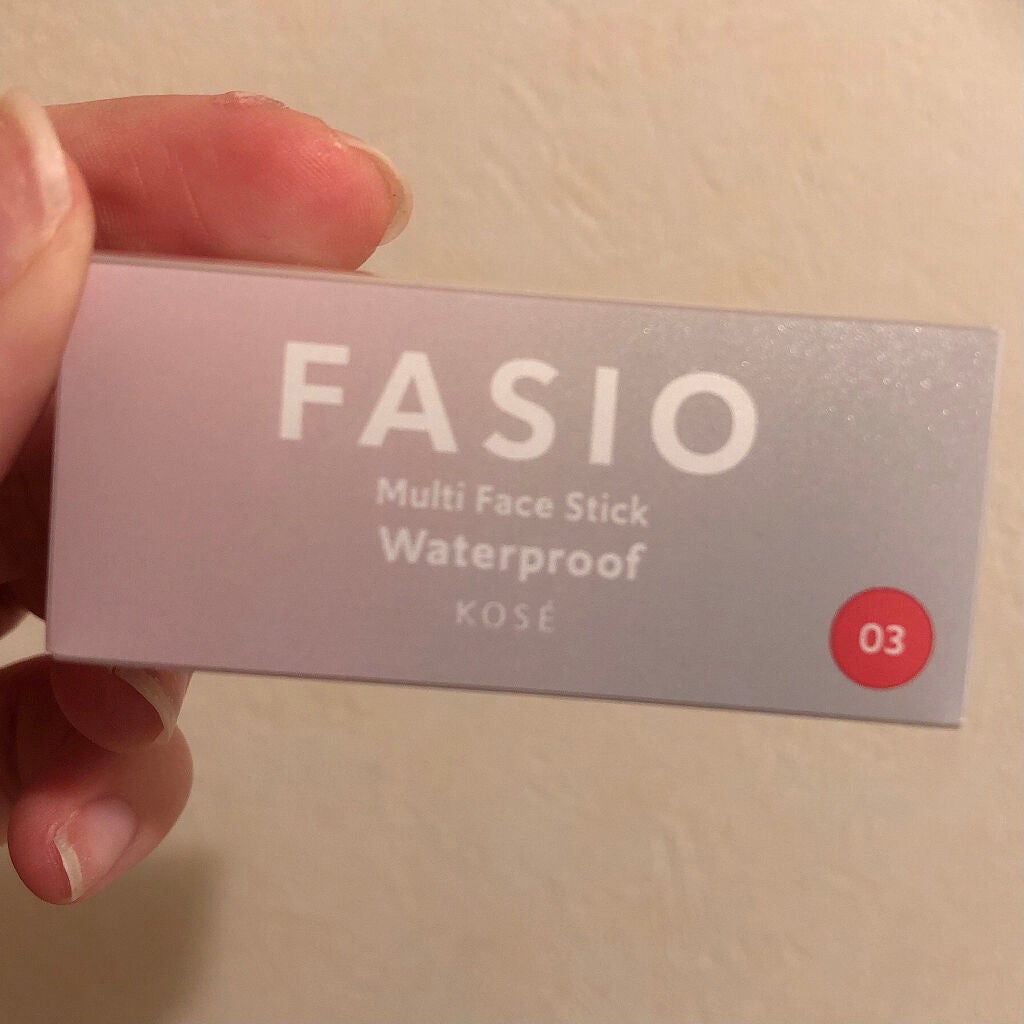 FASIO
Multi Face Stick
Waterproof
KOSÉ
03